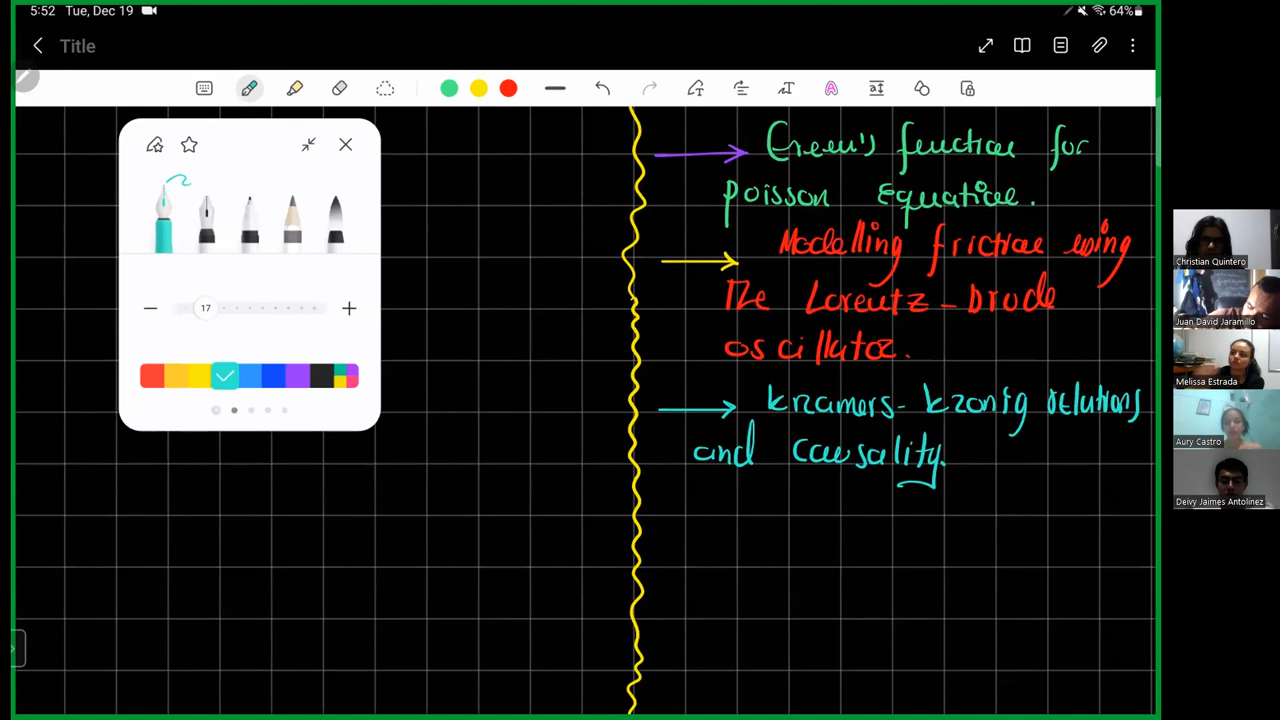 5:52 Tue, Dec 19
64%
Title
Green's function for
poisson Equation.
Modelling friction using
The Lorentz - Drude
oscillator.
17
kramers - kronig relations
and causality.
Christian Quintero
Juan David Jaramillo
Melissa Estrada
Aury Castro
Deivy Jaimes Antolinez